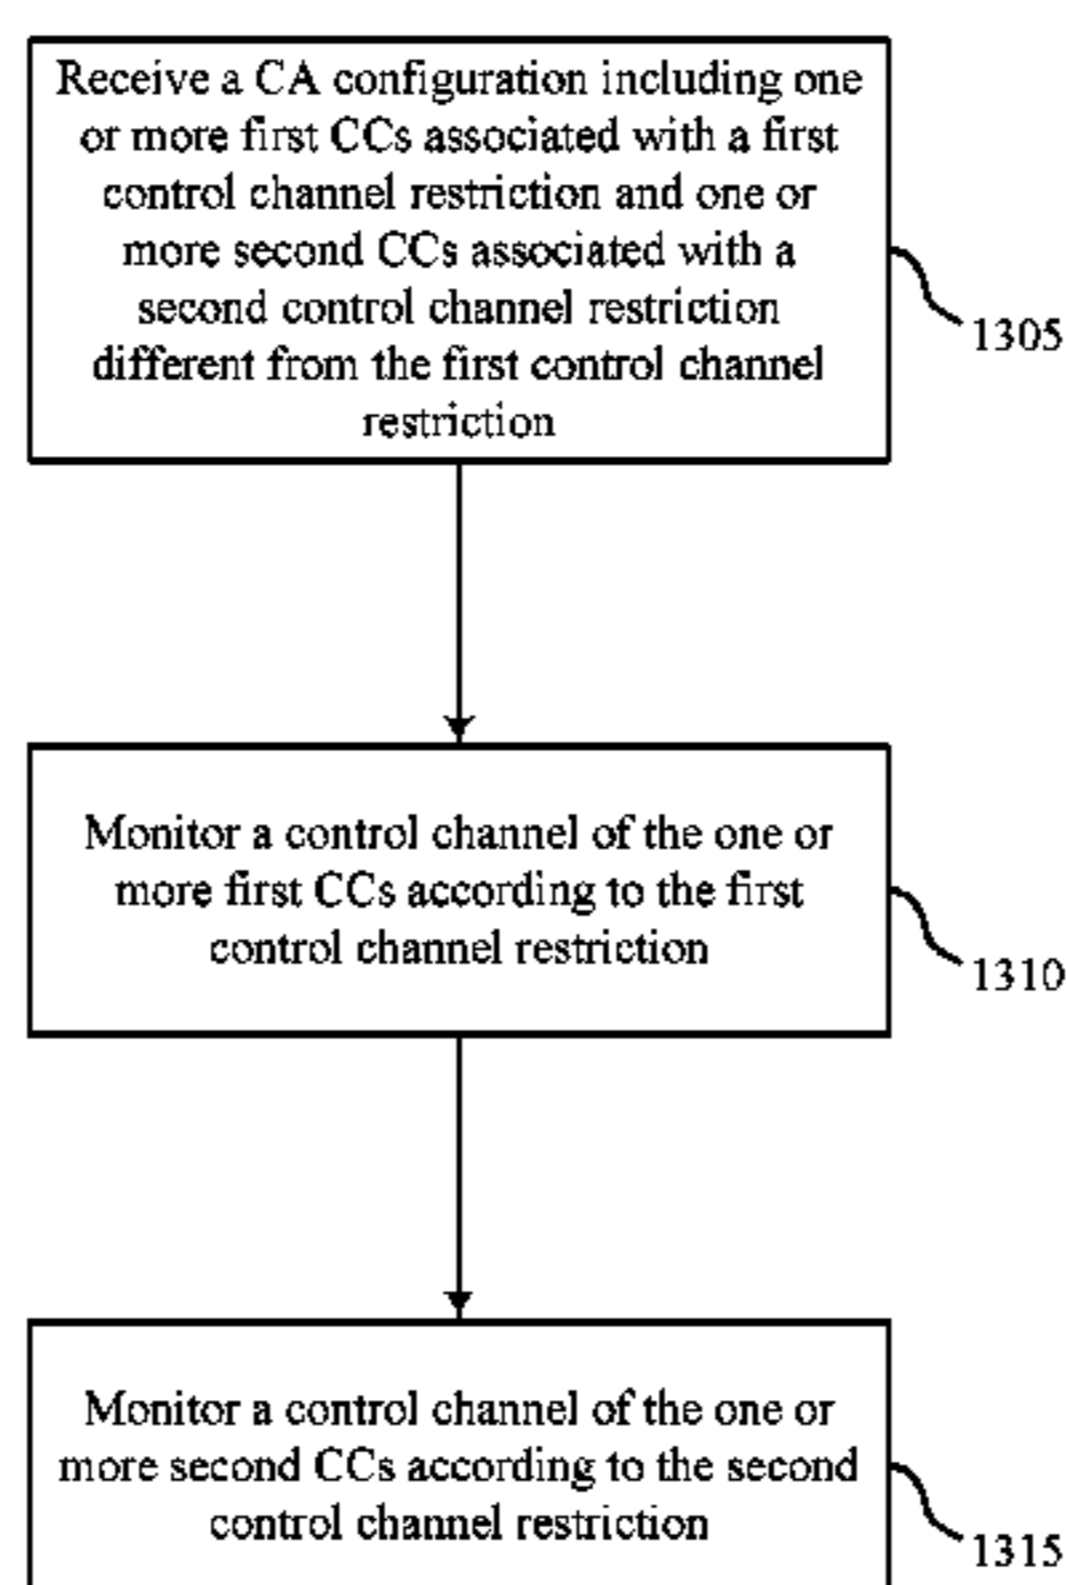 Receive a CA configuration including one
or more first CCs associated with a first
control channel restriction and one or
more second CCs associated with a
second control channel restriction
different from the first control channel
restriction
1305
Monitor a control channel of the one or
more first CCs according to the first
control channel restriction
1310
Monitor a control channel of the one or
more second CCs according to the second
control channel restriction
1315